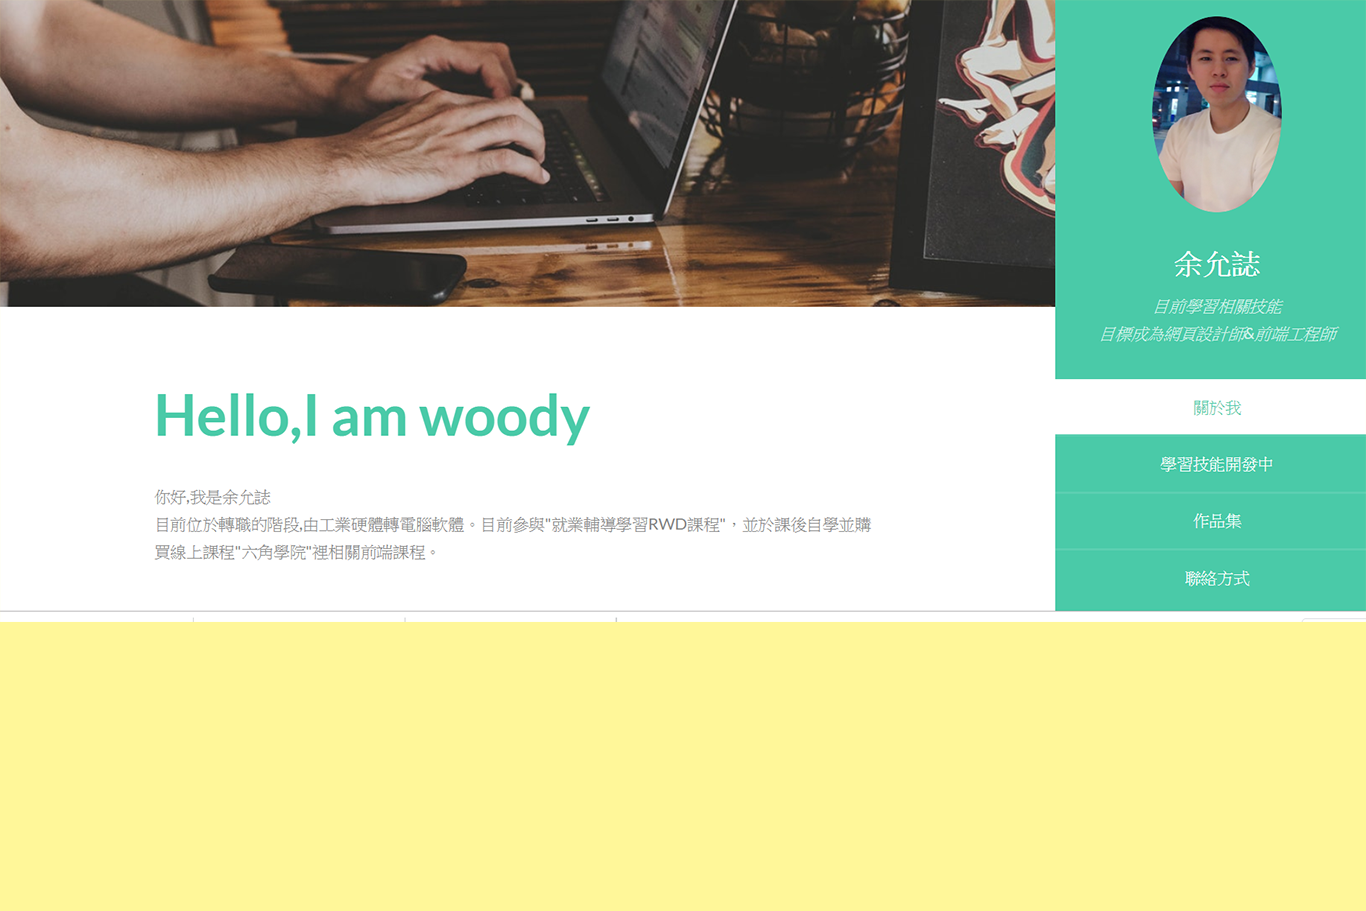 Hello,I am woody
你好,我是余允誌
目前位於轉職的階段,由工業硬體轉電腦軟體。目前參與"就業輔導學習RWD課程"，並於課後自學並購
買線上課程"六角學院"裡相關前端課程。
余允誌
目前學習相關技能
目標成為網頁設計師&前端工程師
關於我
學習技能開發中
作品集
聯絡方式